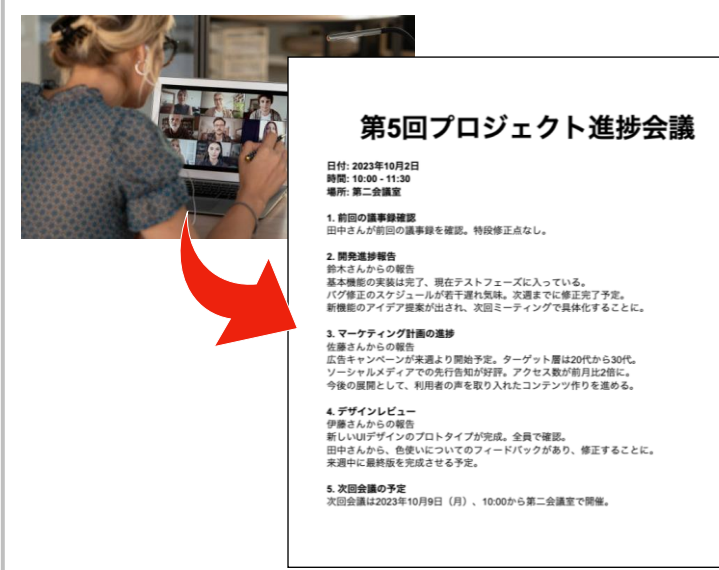 第5回プロジェクト進捗会議
日付: 2023年10月2日
時間: 10:00 - 11:30
場所: 第二会議室
1. 前回の議事録確認
田中さんが前回の議事録を確認。特段修正点なし。
2. 開発進捗報告
鈴木さんからの報告
基本機能の実装は完了、現在テストフェーズに入っている。
バグ修正のスケジュールが若干遅れ気味。次週までに修正完了予定。
新機能のアイデア提案が出され、次回ミーティングで具体化することに。
3. マーケティング計画の進捗
佐藤さんからの報告
広告キャンペーンが来週より開始予定。ターゲット層は20代から30代。
ソーシャルメディアでの先行告知が好評。アクセス数が前月比2倍に。
今後の展開として、利用者の声を取り入れたコンテンツ作りを進める。
4. デザインレビュー
伊藤さんからの報告
新しいUIデザインのプロトタイプが完成。全員で確認。
田中さんから、色使いについてのフィードバックがあり、修正することに。
来週中に最終版を完成させる予定。
5. 次回会議の予定
次回会議は2023年10月9日（月）、10:00から第二会議室で開催。